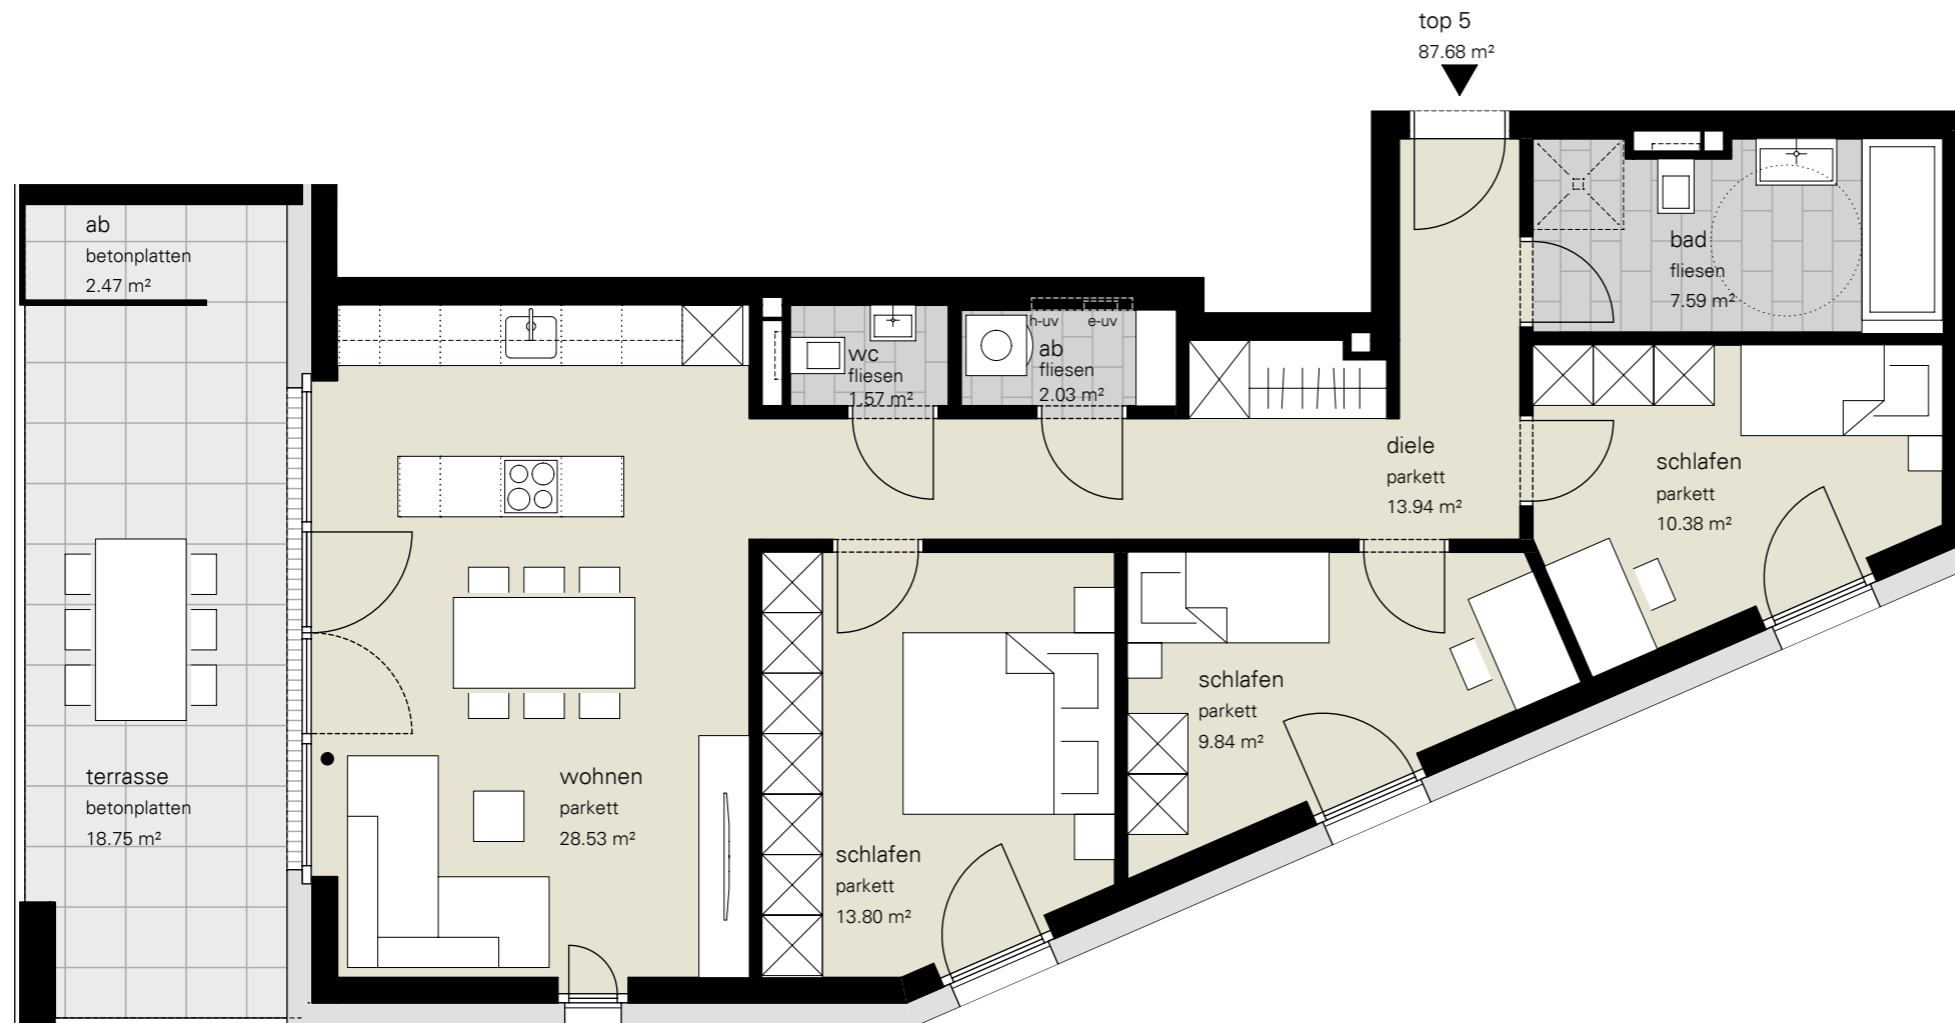 top 5
87.68 m²
ab
betonplatten
2.47 m²
wc
fliesen
1.57 m²
h-uv
e-uv
ab
fliesen
2.03 m²
bad
fliesen
7.59 m²
diele
parkett
13.94 m²
schlafen
parkett
10.38 m²
terrasse
betonplatten
18.75 m²
wohnen
parkett
28.53 m²
schlafen
parkett
13.80 m²
schlafen
parkett
9.84 m²